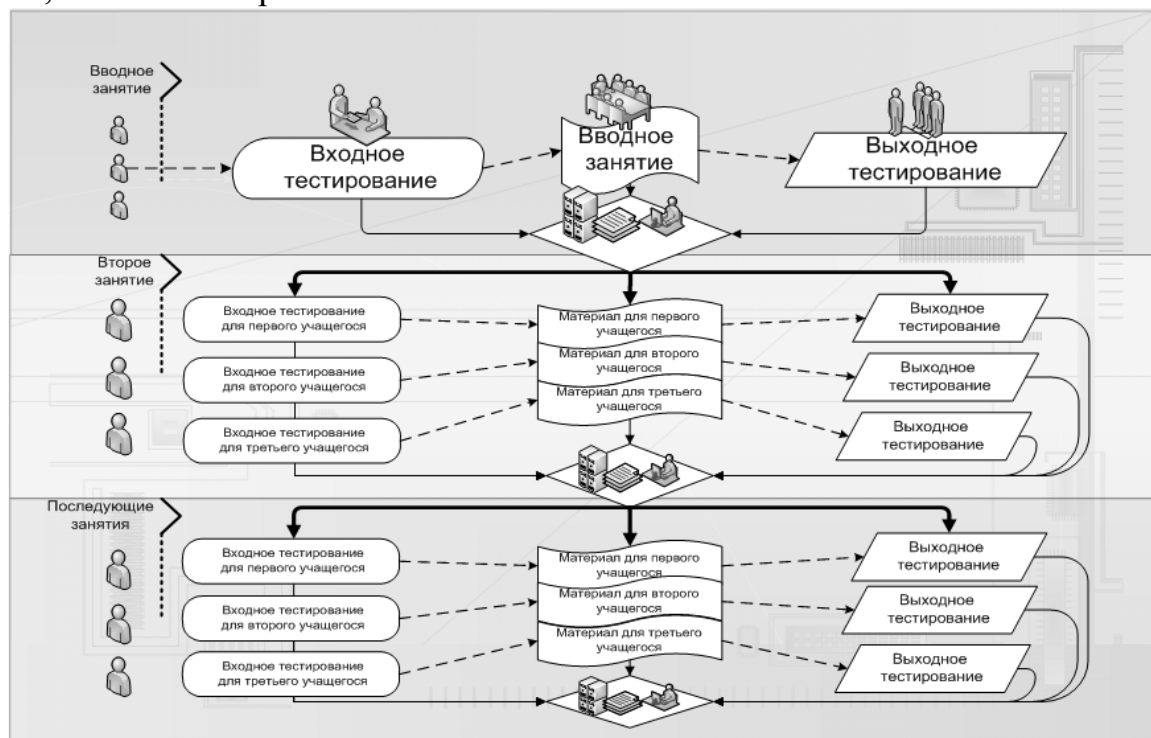 Вводное
занятие
Входное
тестирование
Вводное
занятие
Выходное
тестирование
Второе
занятие
Входное тестирование
для первого учащегося
Материал для первого
учащегося
Выходное
тестирование
Входное тестирование
для второго учащегося
Материал для второго
учащегося
Выходное
тестирование
Входное тестирование
для третьего учащегося
Материал для третьего
учащегося
Выходное
тестирование
Последующие
занятия
Входное тестирование
для первого учащегося
Материал для первого
учащегося
Выходное
тестирование
Входное тестирование
для второго учащегося
Материал для второго
учащегося
Выходное
тестирование
Входное тестирование
для третьего учащегося
Материал для третьего
учащегося
Выходное
тестирование